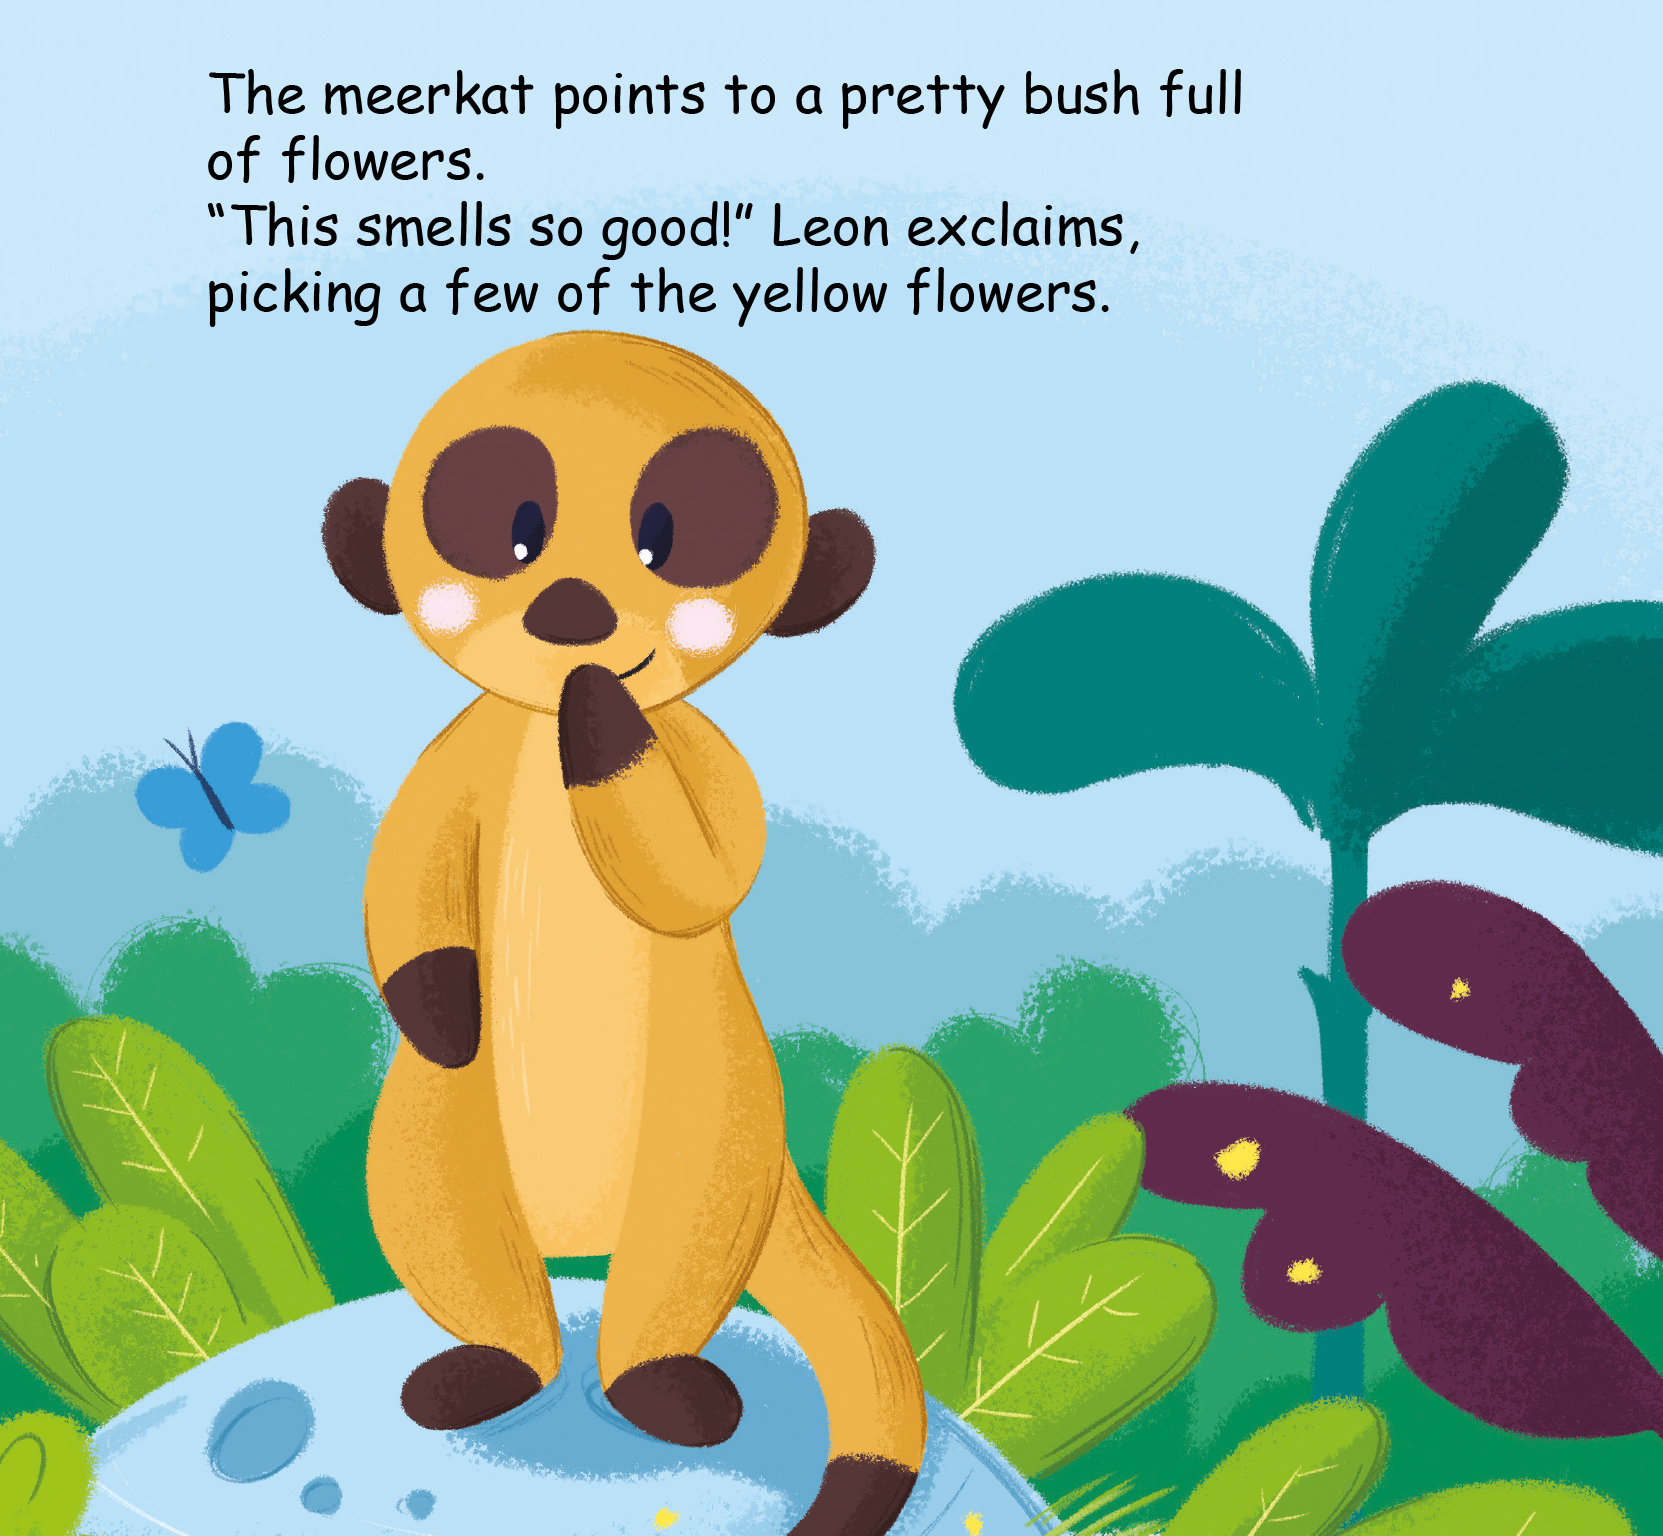 The meerkat points to a pretty bush full
of flowers.
“This smells so good!” Leon exclaims,
picking a few of the yellow flowers.